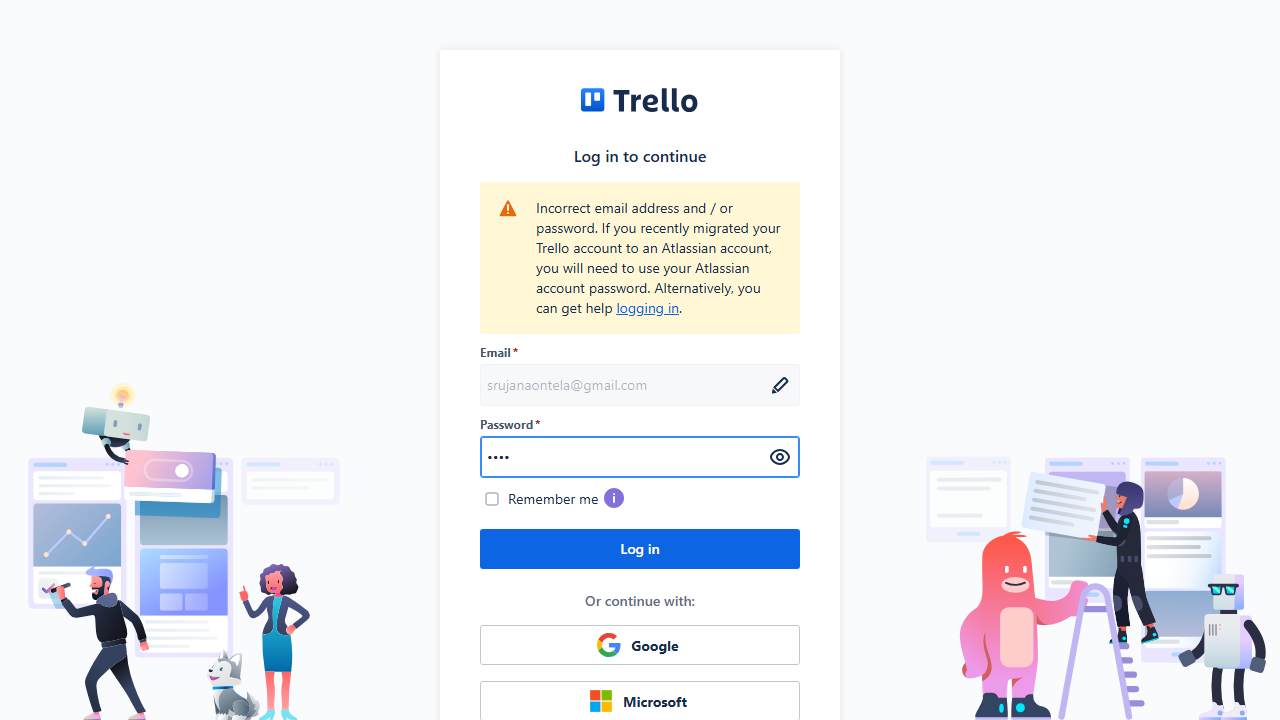 Trello
Log in to continue
Incorrect email address and / or
password. If you recently migrated your
Trello account to an Atlassian account,
you will need to use your Atlassian
account password. Alternatively, you
can get help logging in.
Email *
srujanaontela@gmail.com
Password *
••••
Remember me
Log in
Or continue with:
Google
Microsoft